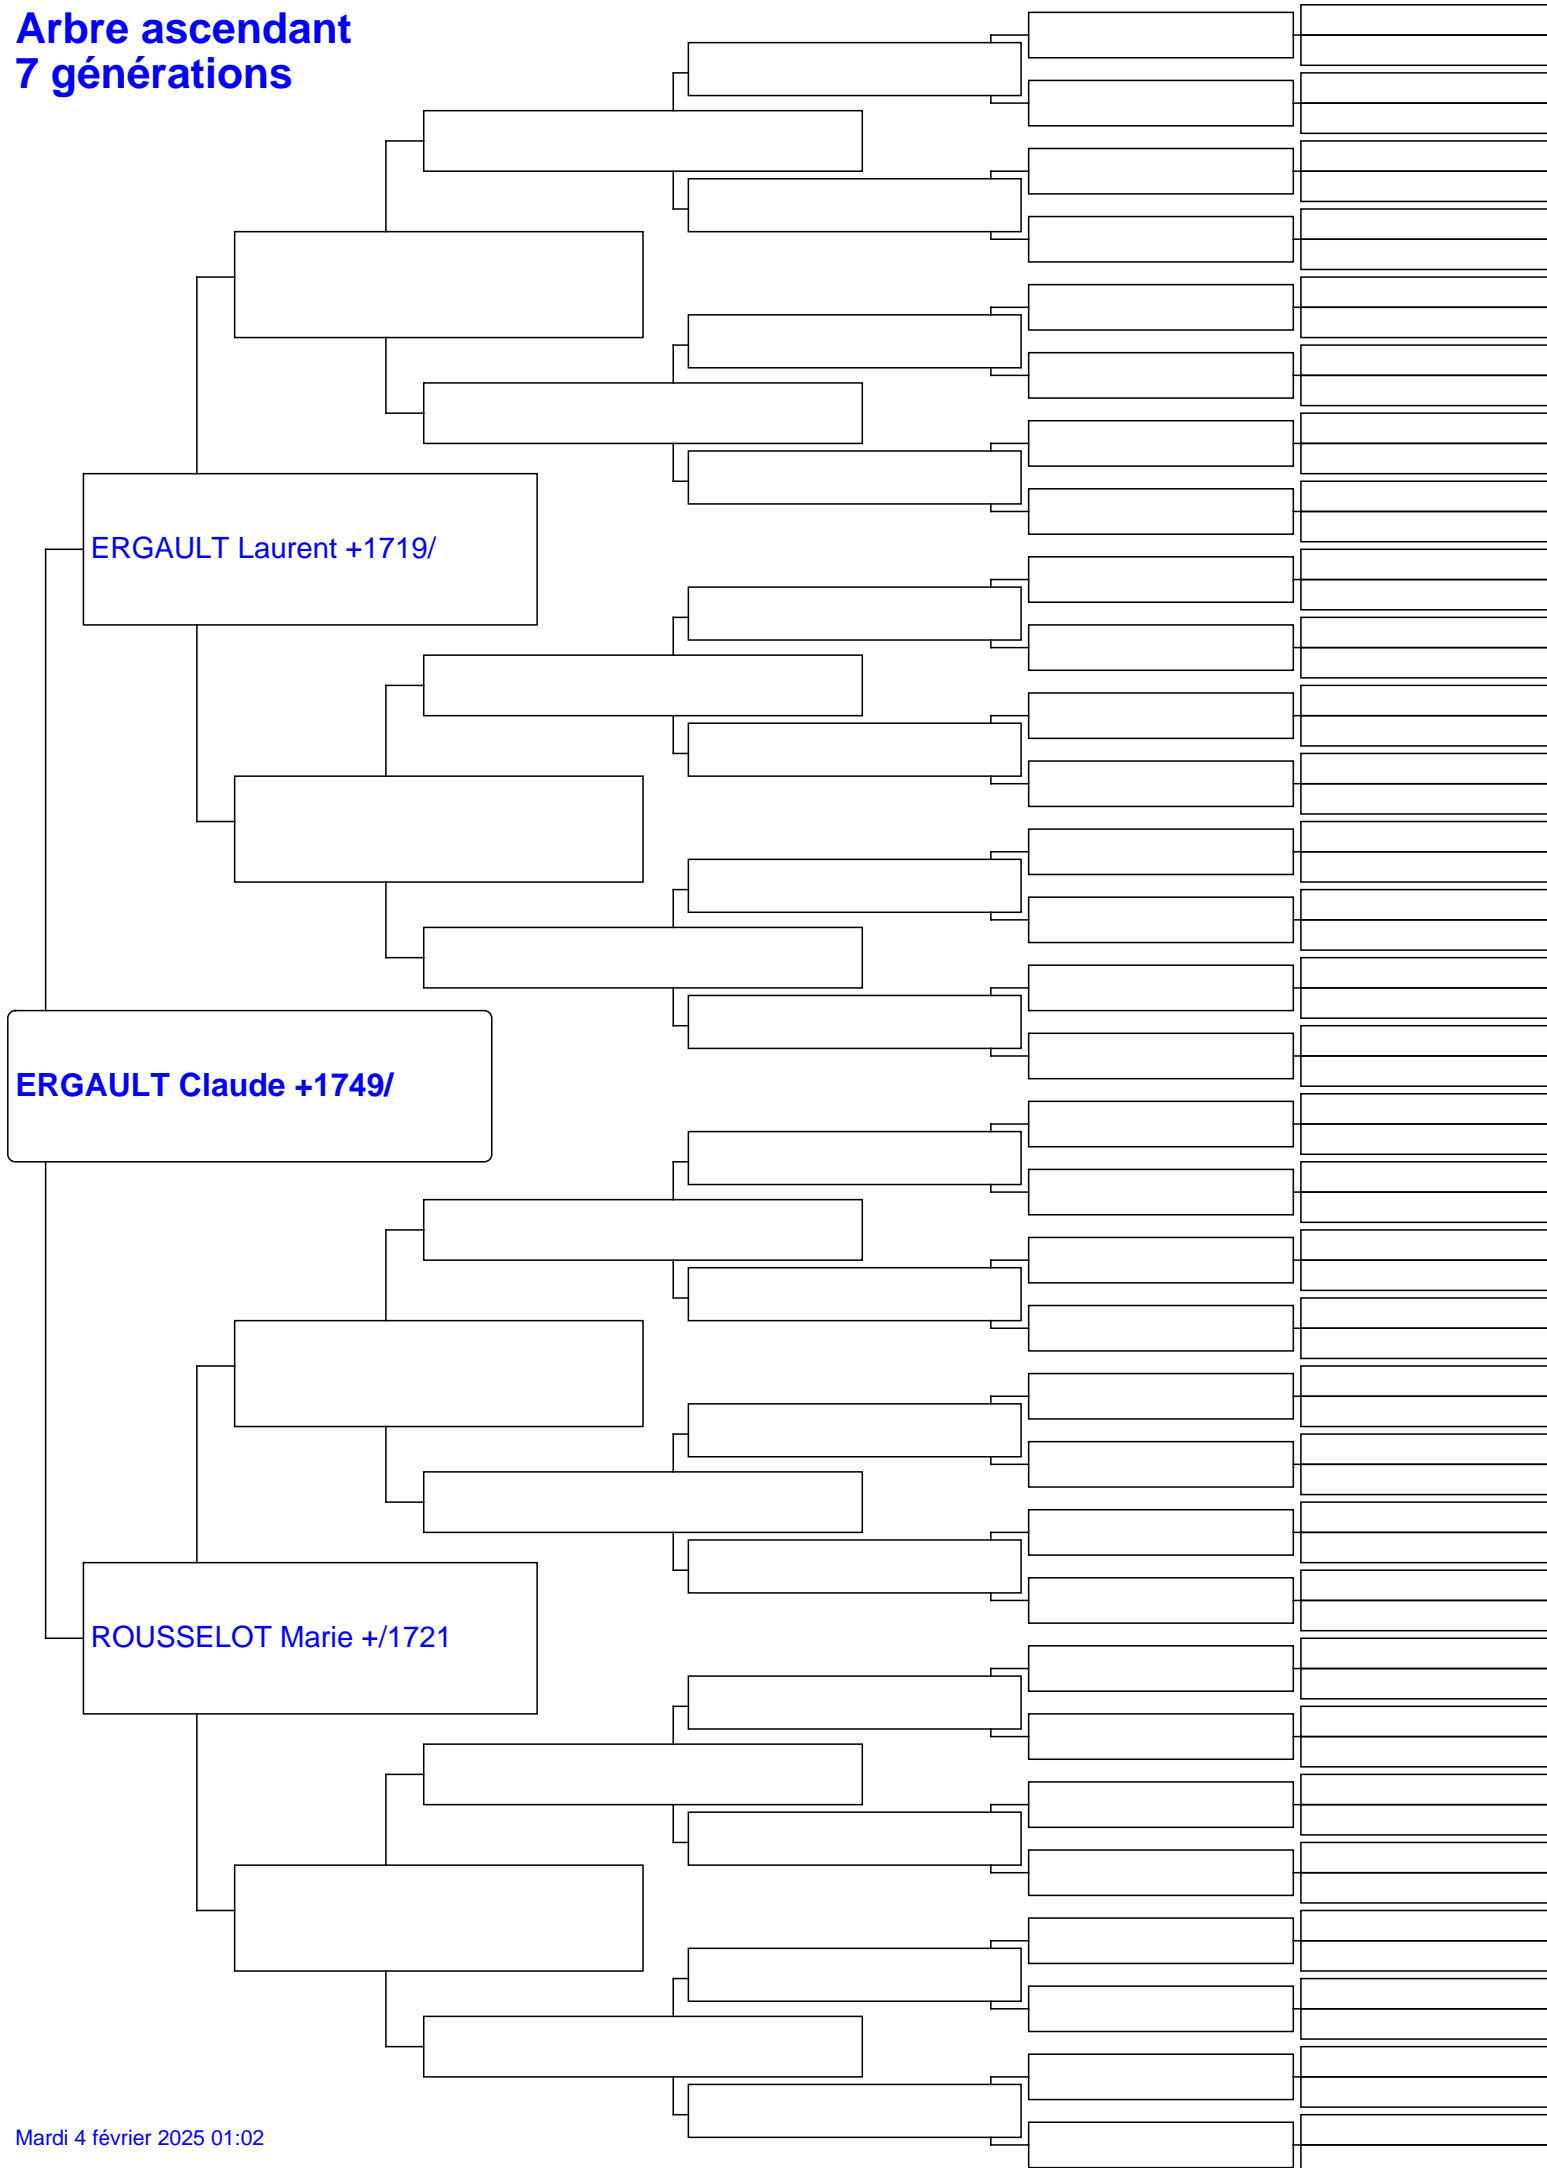 Arbre ascendant
7 générations
ERGAULT Laurent +1719/
ERGAULT Claude +1749/
ROUSSELOT Marie +/1721
Mardi 4 février 2025 01:02